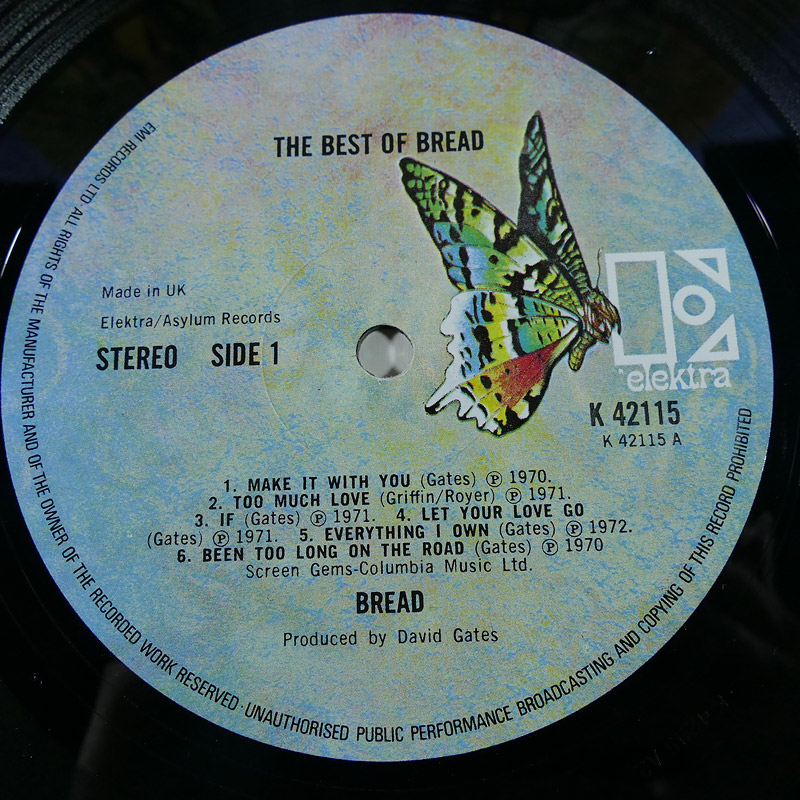 THE BEST OF BREAD
Made in UK
Elektra/Asylum Records
STEREO SIDE 1
elektra
K 42115
K 42115 A
1. MAKE IT WITH YOU (Gates) ℗ 1970.
2. TOO MUCH LOVE (Griffin/Royer) ℗ 1971.
3. IF (Gates) ℗ 1971. 4. LET YOUR LOVE GO
(Gates) ℗ 1971. 5. EVERYTHING I OWN (Gates) ℗ 1972.
6. BEEN TOO LONG ON THE ROAD (Gates) ℗ 1970
Screen Gems-Columbia Music Ltd.
BREAD
Produced by David Gates
EMI RECORDS LTD·ALL RIGHTS OF THE MANUFACTURER AND OF THE OWNER OF THE RECORDED WORK RESERVED·UNAUTHORISED PUBLIC PERFORMANCE BROADCASTING AND COPYING OF THIS RECORD PROHIBITED